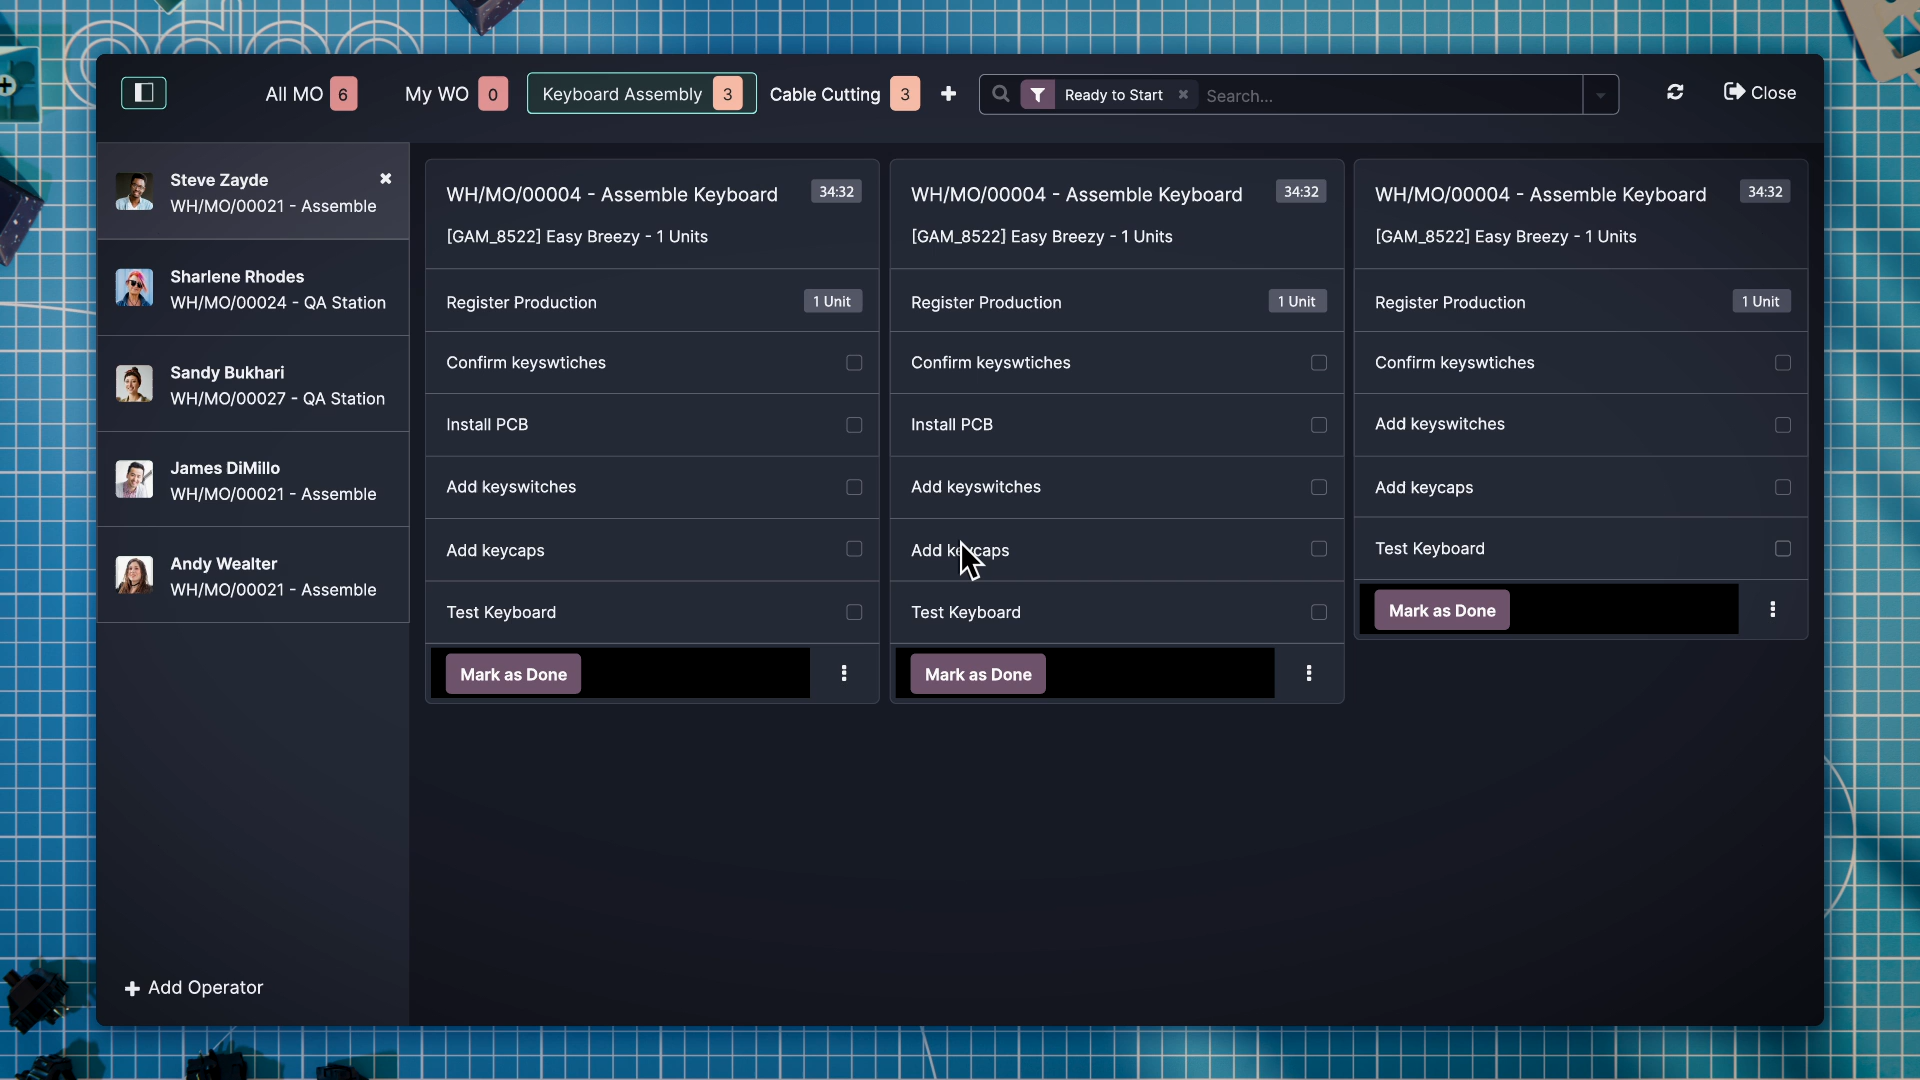 All MO 6
My WO 0
Keyboard Assembly 3
Cable Cutting 3
Ready to Start
Search...
Close
Steve Zayde
WH/MO/00021 - Assemble
Sharlene Rhodes
WH/MO/00024 - QA Station
Sandy Bukhari
WH/MO/00027 - QA Station
James DiMillo
WH/MO/00021 - Assemble
Andy Wealter
WH/MO/00021 - Assemble
Add Operator
WH/MO/00004 - Assemble Keyboard 34:32
[GAM_8522] Easy Breezy - 1 Units
Register Production 1 Unit
Confirm keyswtiches
Install PCB
Add keyswitches
Add keycaps
Test Keyboard
Mark as Done
WH/MO/00004 - Assemble Keyboard 34:32
[GAM_8522] Easy Breezy - 1 Units
Register Production 1 Unit
Confirm keyswtiches
Install PCB
Add keyswitches
Add keycaps
Test Keyboard
Mark as Done
WH/MO/00004 - Assemble Keyboard 34:32
[GAM_8522] Easy Breezy - 1 Units
Register Production 1 Unit
Confirm keyswtiches
Add keyswitches
Add keycaps
Test Keyboard
Mark as Done